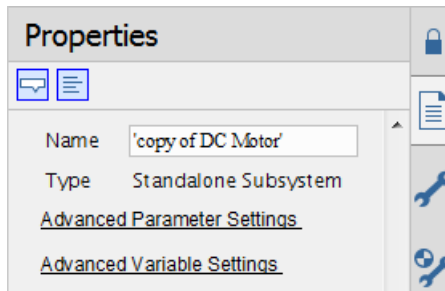 Properties
Name 'copy of DC Motor'
Type Standalone Subsystem
Advanced Parameter Settings
Advanced Variable Settings